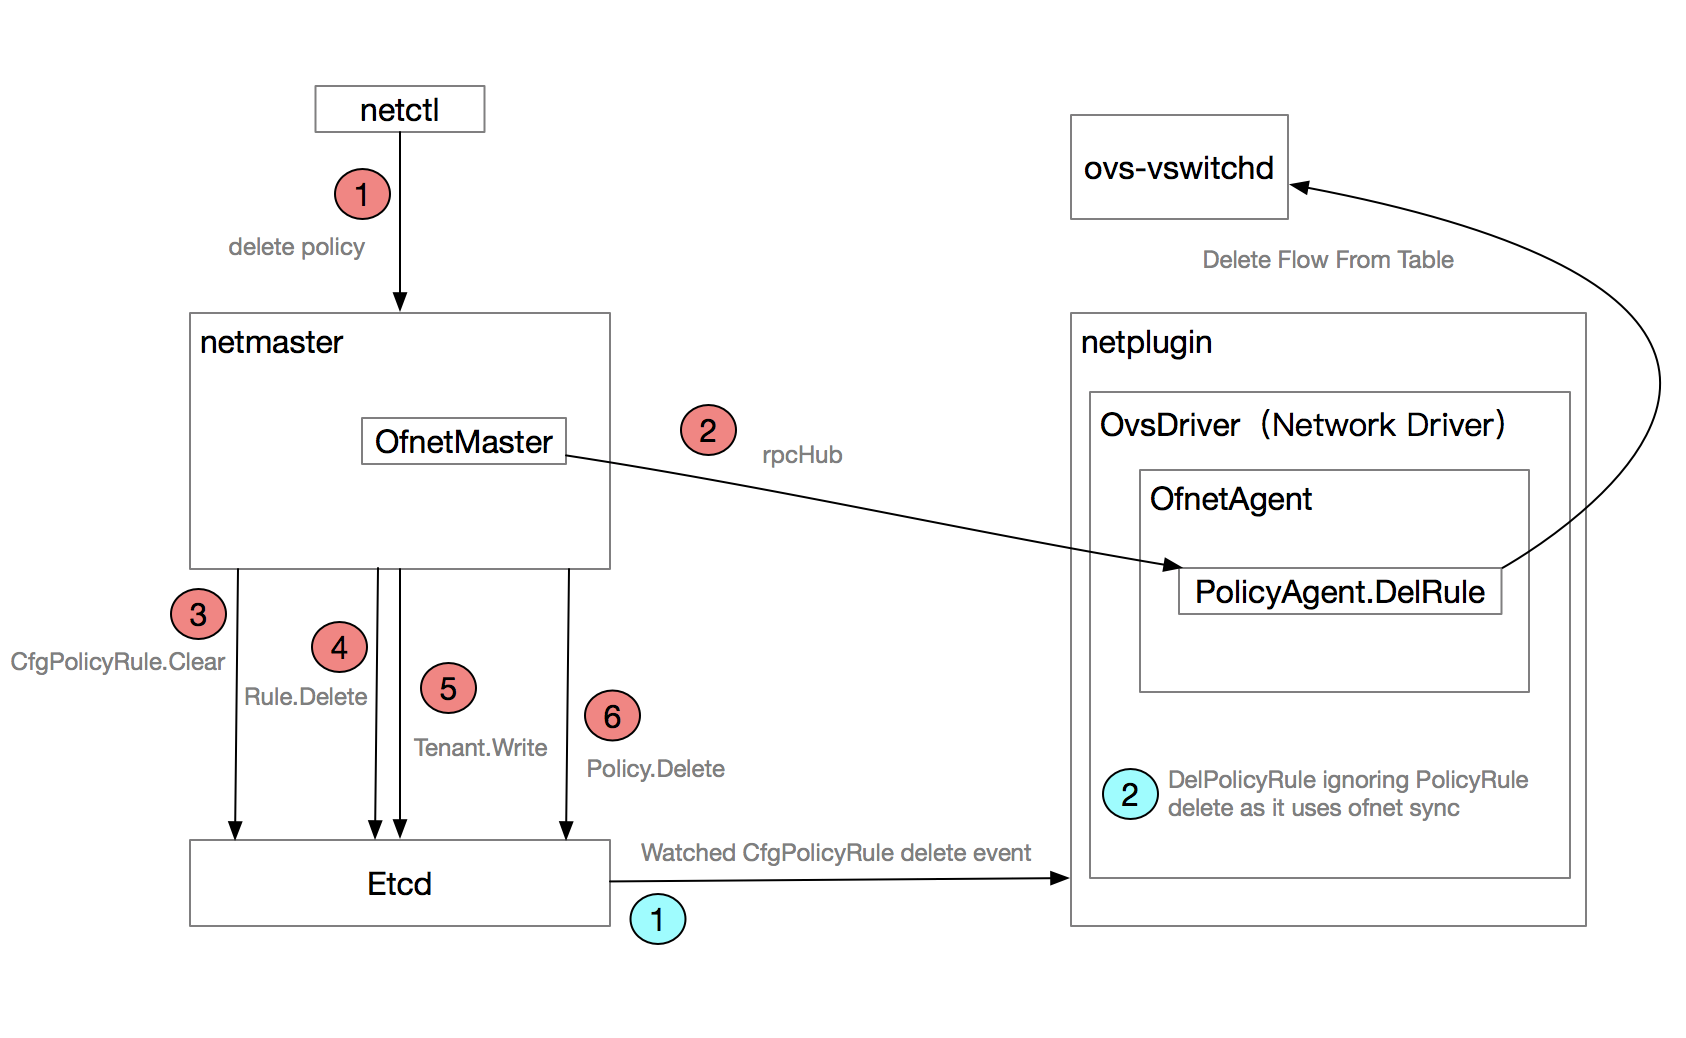 netctl
1
delete policy
netmaster
OfnetMaster
2
rpcHub
3
CfgPolicyRule.Clear
4
Rule.Delete
5
Tenant.Write
6
Policy.Delete
Etcd
Watched CfgPolicyRule delete event
1
ovs-vswitchd
Delete Flow From Table
netplugin
OvsDriver（Network Driver）
OfnetAgent
PolicyAgent.DelRule
2
DelPolicyRule ignoring PolicyRule
delete as it uses ofnet sync